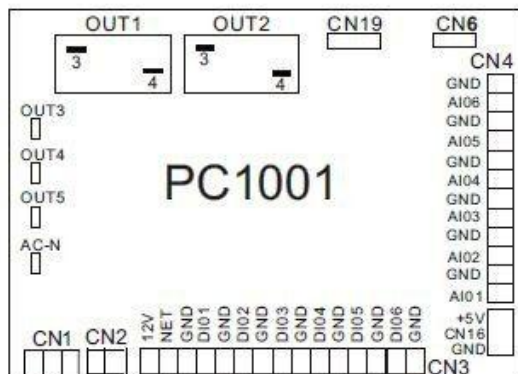 OUT1
OUT2
CN19
CN6
3
4
3
4
CN4
GND
AI06
GND
AI05
GND
AI04
GND
AI03
GND
AI02
GND
AI01
OUT3
OUT4
OUT5
AC-N
PC1001
+5V
CN16
GND
CN1
CN2
12V
NET
GND
DI01
GND
DI02
GND
DI03
GND
DI04
GND
DI05
GND
DI06
GND
CN3